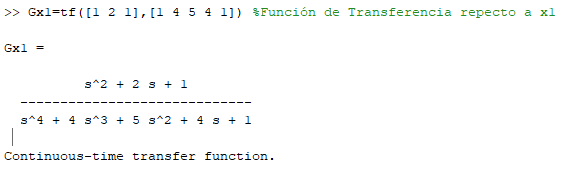 >> Gx1=tf([1 2 1],[1 4 5 4 1]) %Función de Transferencia repecto a x1
Gx1 =
s^2 + 2 s + 1
-----------------------------
s^4 + 4 s^3 + 5 s^2 + 4 s + 1
Continuous-time transfer function.